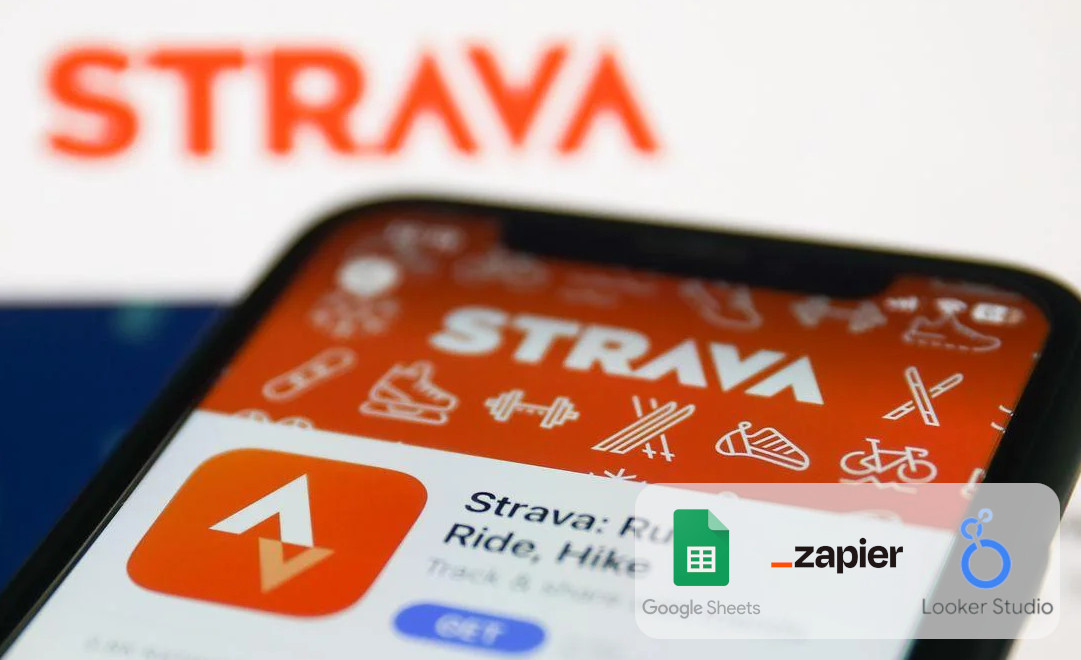 STRAVA
STRAVA
Strava: Ru
Ride, Hike
Track & share
GET
Google Sheets
zapier
Looker Studio